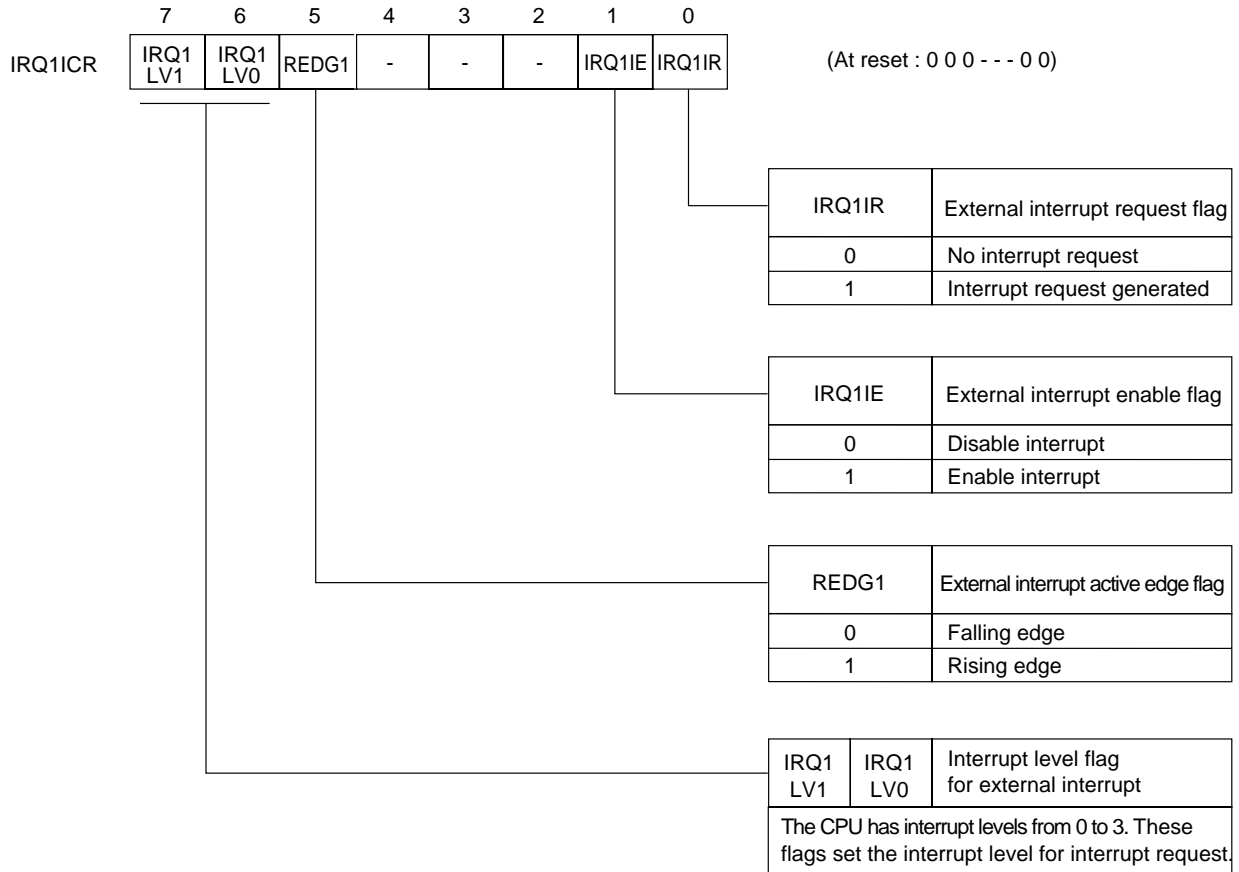 7 6 5 4 3 2 1 0
IRQ1ICR
IRQ1 LV1
IRQ1 LV0
REDG1
-
-
-
IRQ1IE
IRQ1IR
(At reset : 0 0 0 - - - 0 0)
IRQ1IR External interrupt request flag
0 No interrupt request
1 Interrupt request generated
IRQ1IE External interrupt enable flag
0 Disable interrupt
1 Enable interrupt
REDG1 External interrupt active edge flag
0 Falling edge
1 Rising edge
IRQ1 LV1
IRQ1 LV0
Interrupt level flag
for external interrupt
The CPU has interrupt levels from 0 to 3. These
flags set the interrupt level for interrupt request.